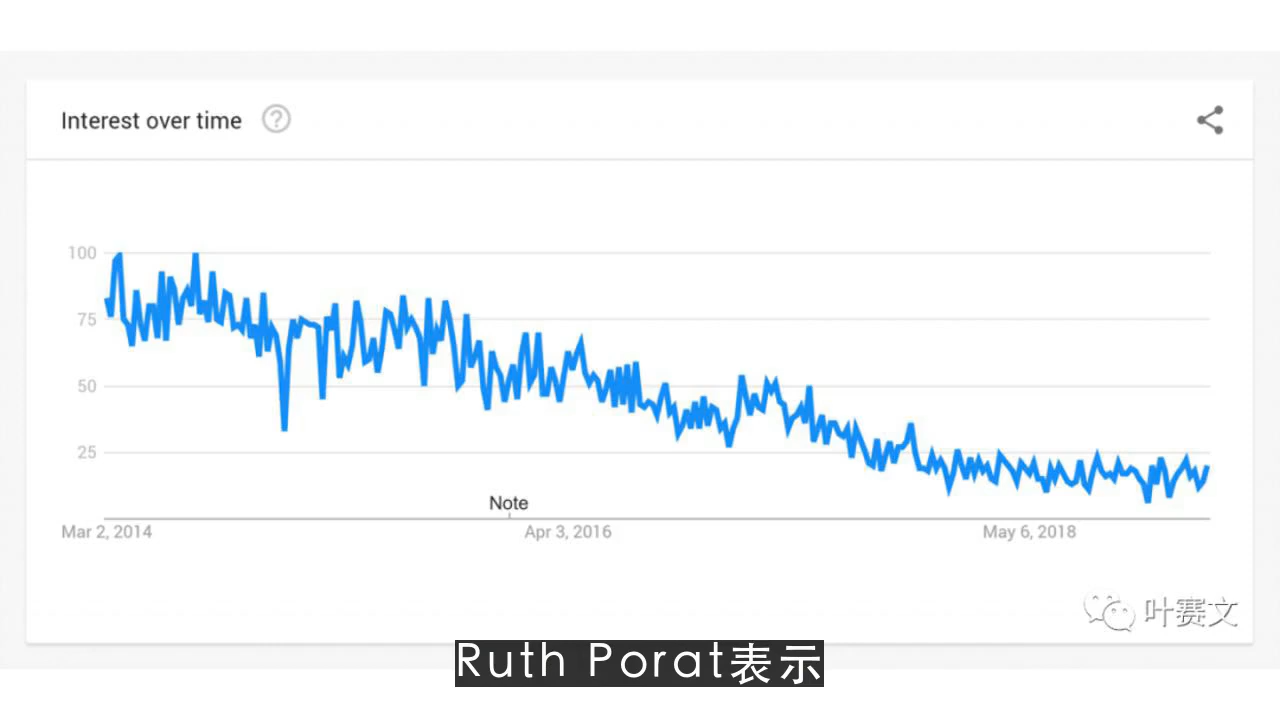 Interest over time
100
75
50
25
Note
Mar 2, 2014 Apr 3, 2016 May 6, 2018
叶赛文
Ruth Porat表示